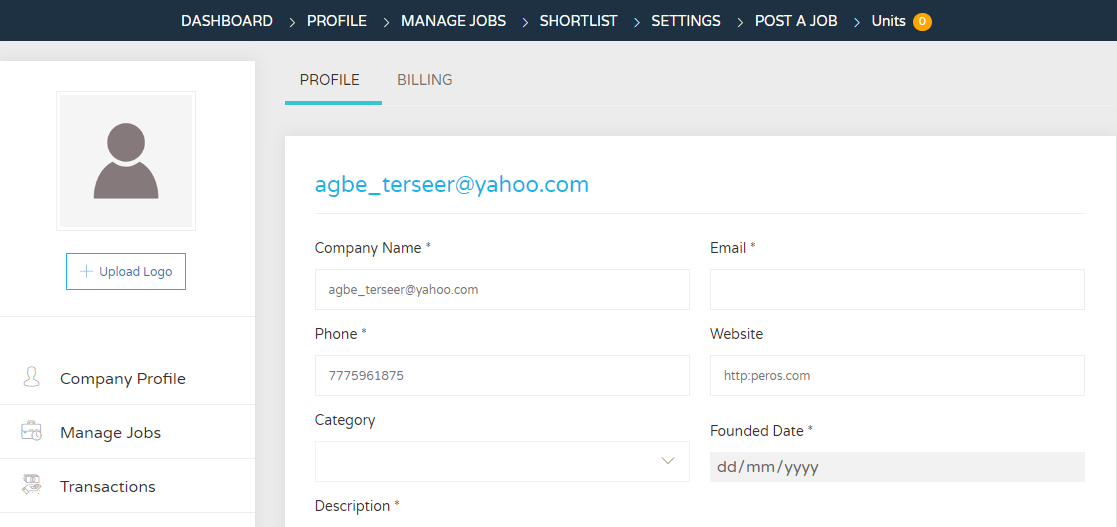 DASHBOARD > PROFILE > MANAGE JOBS > SHORTLIST > SETTINGS > POST A JOB > Units 0
PROFILE BILLING
Upload Logo
Company Profile
Manage Jobs
Transactions
agbe_terseer@yahoo.com
Company Name * Email *
agbe_terseer@yahoo.com
Phone * Website
7775961875 http:peros.com
Category Founded Date *
dd/mm/yyyy
Description *